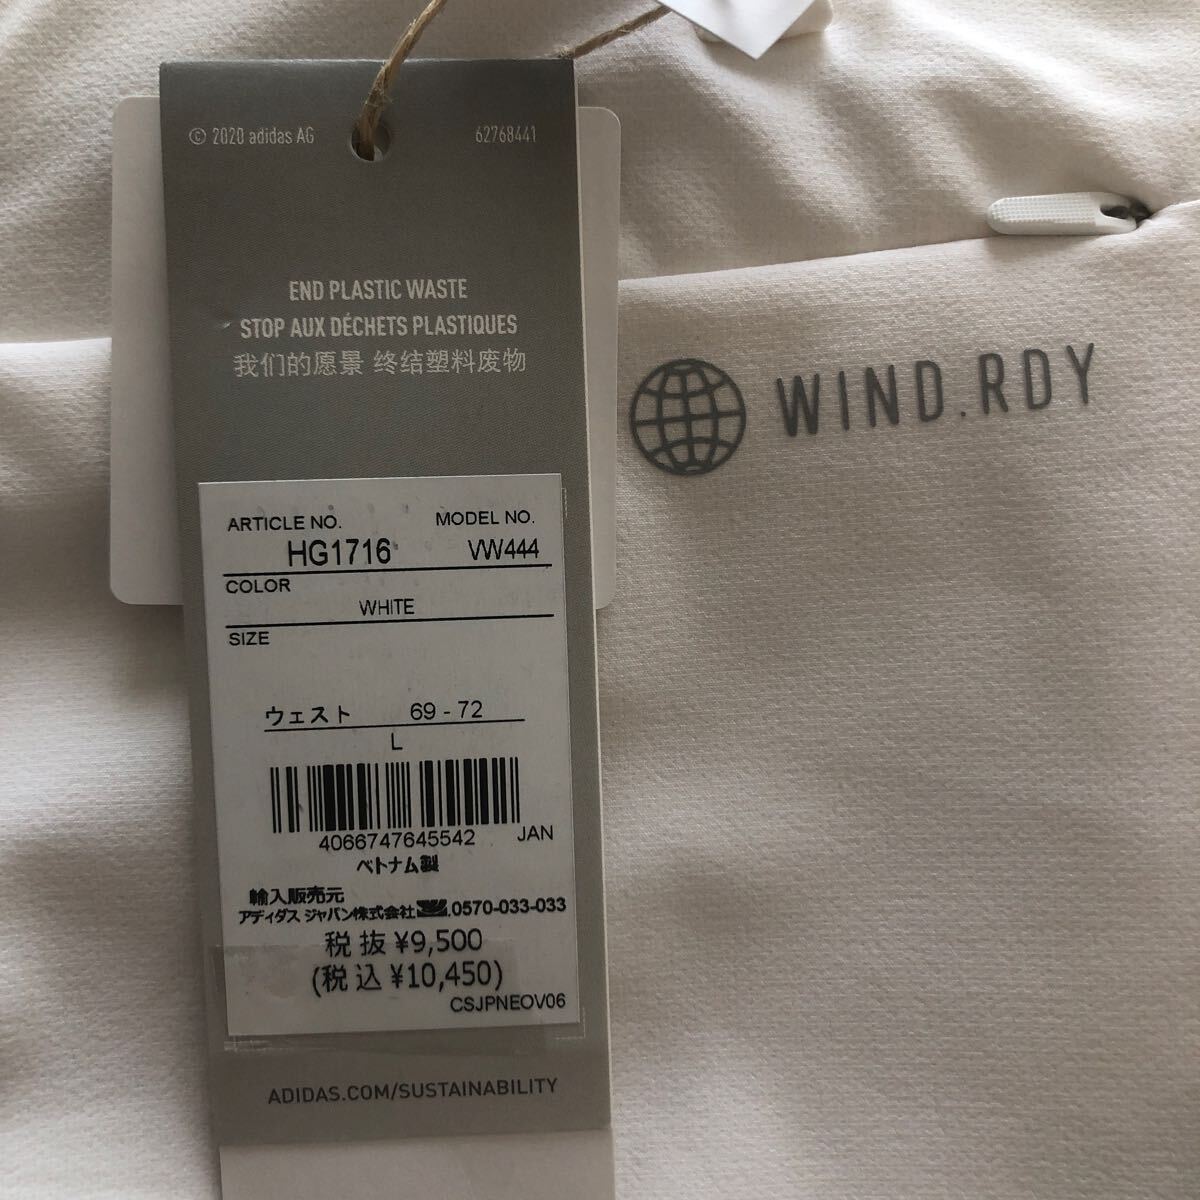 © 2020 adidas AG 62768441
END PLASTIC WASTE
STOP AUX DÉCHETS PLASTIQUES
我们的愿景 终结塑料废物
WIND.RDY
ARTICLE NO. MODEL NO.
HG1716 VW444
COLOR
WHITE
SIZE
ウェスト 69 - 72
L
4066747645542 JAN
ベトナム製
輸入販売元
アディダス ジャパン株式会社 .0570-033-033
税 抜 ¥9,500
(税 込 ¥10,450)
CSJPNEOV06
ADIDAS.COM/SUSTAINABILITY